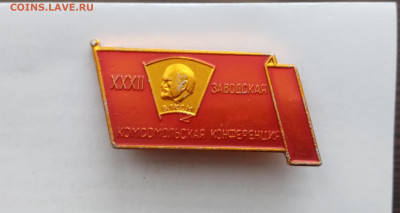 COINS.LAVE.RU
XXXII
ЗАВОДСКАЯ
ВЛКСМ
КОМСОМОЛЬСКАЯ КОНФЕРЕНЦИЯ